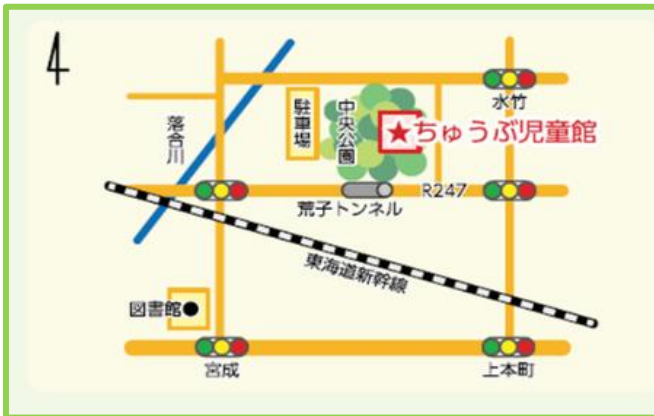 4
水竹
落合川
駐車場
中央公園
★ちゅうぶ児童館
荒子トンネル
R247
東海道新幹線
図書館●
宮成
上本町